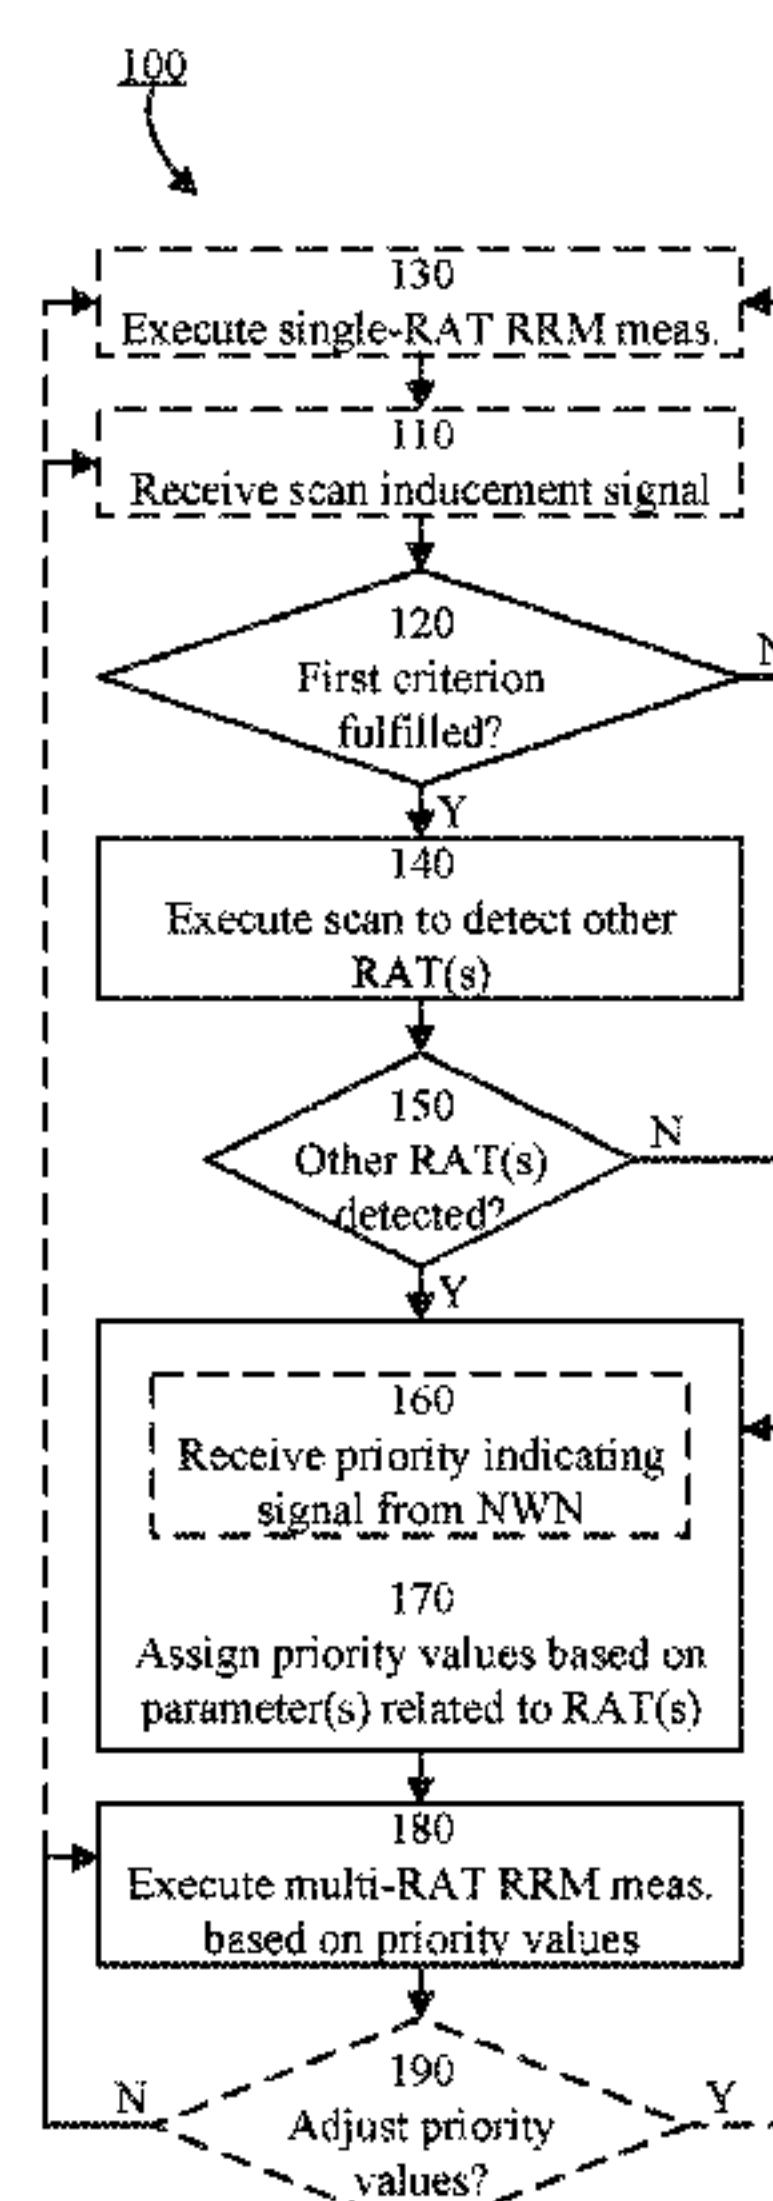 100
130
Execute single-RAT RRM meas.
110
Receive scan inducement signal
120
First criterion
fulfilled?
N
Y
140
Execute scan to detect other
RAT(s)
150
Other RAT(s)
detected?
N
Y
160
Receive priority indicating
signal from NWN
170
Assign priority values based on
parameter(s) related to RAT(s)
180
Execute multi-RAT RRM meas.
based on priority values
190
N
Y
Adjust priority
values?